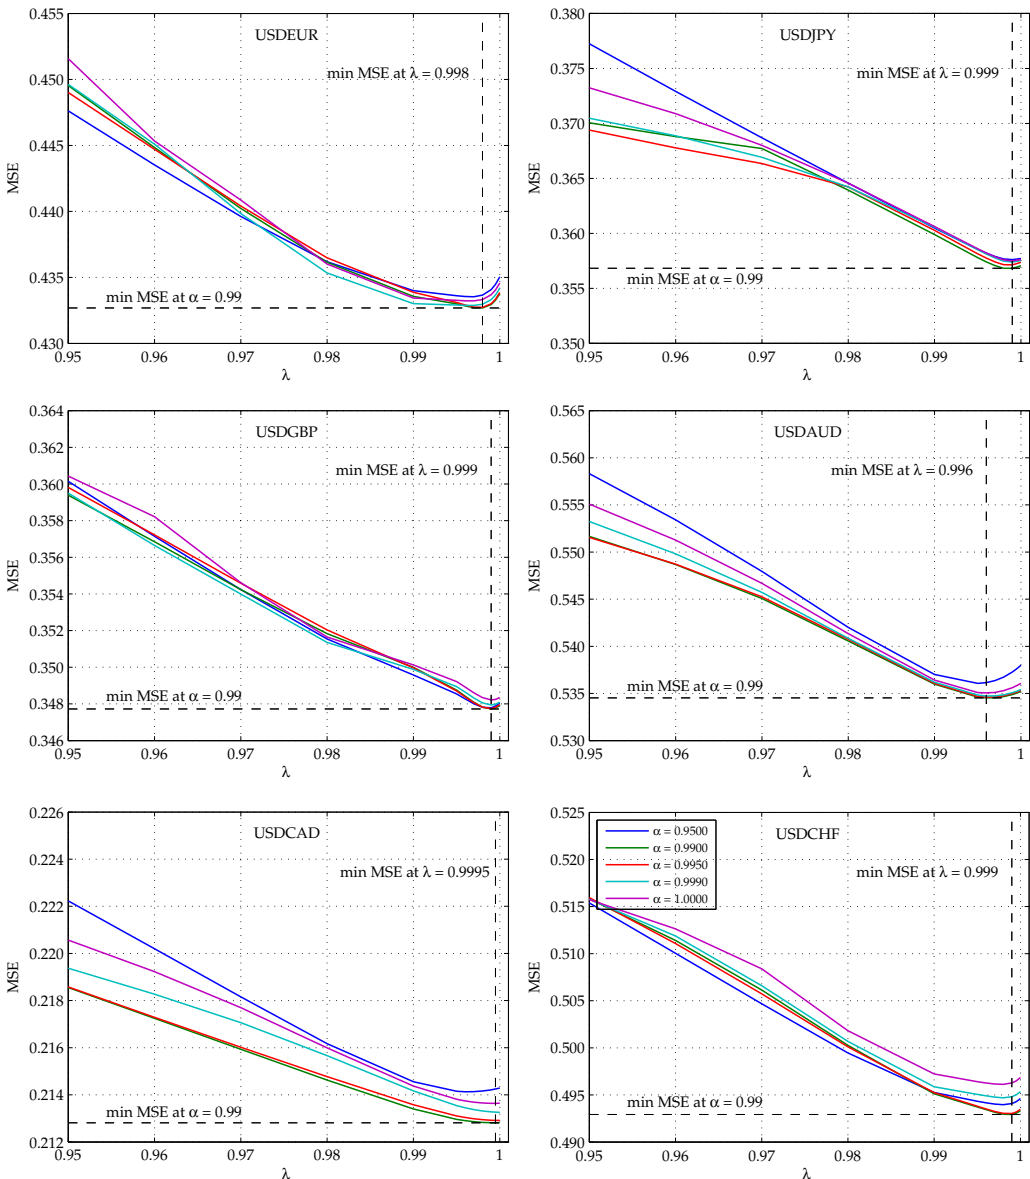 USDEUR
min MSE at λ = 0.998
min MSE at α = 0.99
MSE
0.455
0.450
0.445
0.440
0.435
0.430
0.95 0.96 0.97 0.98 0.99 1
λ
USDJPY
min MSE at λ = 0.999
min MSE at α = 0.99
MSE
0.380
0.375
0.370
0.365
0.360
0.355
0.350
0.95 0.96 0.97 0.98 0.99 1
λ
USDGBP
min MSE at λ = 0.999
min MSE at α = 0.99
MSE
0.364
0.362
0.360
0.358
0.356
0.354
0.352
0.350
0.348
0.346
0.95 0.96 0.97 0.98 0.99 1
λ
USDAUD
min MSE at λ = 0.996
min MSE at α = 0.99
MSE
0.565
0.560
0.555
0.550
0.545
0.540
0.535
0.530
0.95 0.96 0.97 0.98 0.99 1
λ
USDCAD
min MSE at λ = 0.9995
min MSE at α = 0.99
MSE
0.226
0.224
0.222
0.220
0.218
0.216
0.214
0.212
0.95 0.96 0.97 0.98 0.99 1
λ
USDCHF
α = 0.9500
α = 0.9900
α = 0.9950
α = 0.9990
α = 1.0000
min MSE at λ = 0.999
min MSE at α = 0.99
MSE
0.525
0.520
0.515
0.510
0.505
0.500
0.495
0.490
0.95 0.96 0.97 0.98 0.99 1
λ